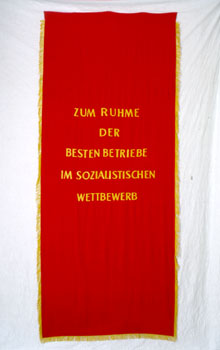 ZUM RUHME
DER
BESTEN BETRIEBE
IM SOZIALISTISCHEN
WETTBEWERB